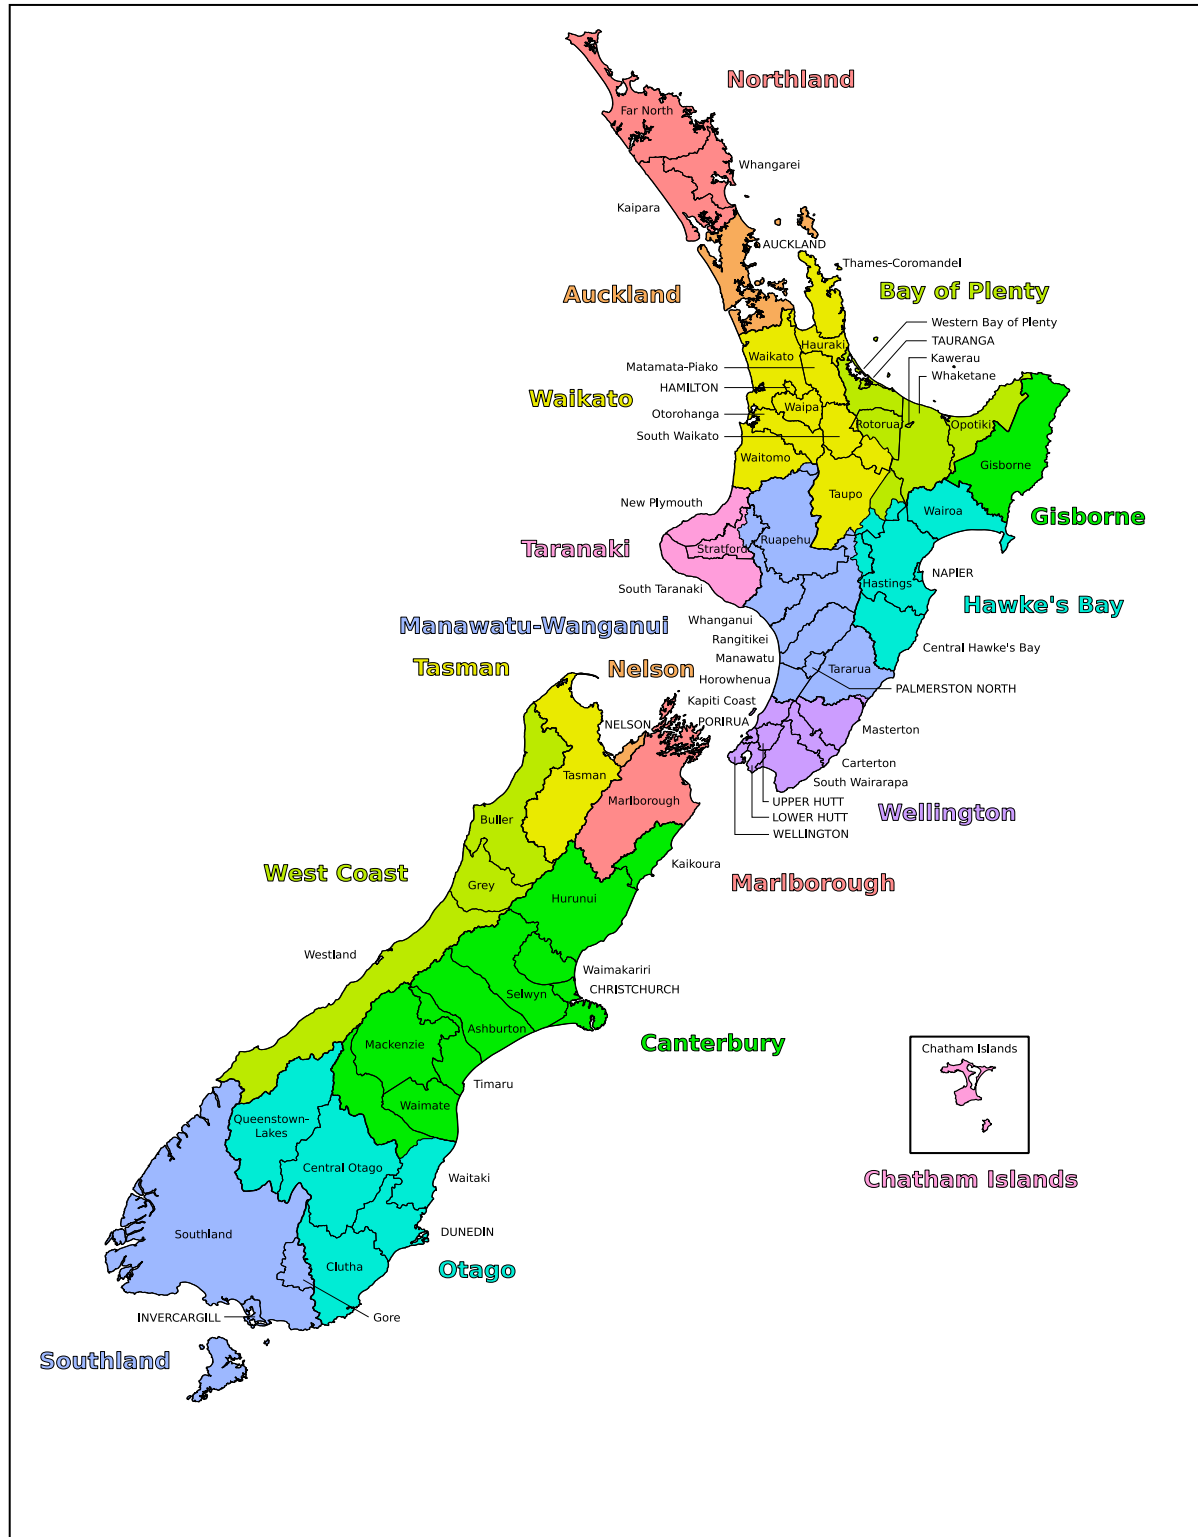 Northland
Far North
Whangarei
Kaipara
AUCKLAND
Thames-Coromandel
Auckland
Bay of Plenty
Western Bay of Plenty
TAURANGA
Hauraki
Waikato
Kawerau
Matamata-Piako
Whaketane
HAMILTON
Waikato
Waipa
Otorohanga
Rotorua
Opotiki
South Waikato
Waitomo
Gisborne
Taupo
New Plymouth
Wairoa
Gisborne
Ruapehu
Taranaki
Stratford
NAPIER
Hastings
South Taranaki
Hawke's Bay
Whanganui
Manawatu-Wanganui
Rangitikei
Central Hawke's Bay
Manawatu
Tasman
Nelson
Tararua
Horowhenua
PALMERSTON NORTH
Kapiti Coast
NELSON
PORIRUA
Masterton
Carterton
Tasman
South Wairarapa
Marlborough
UPPER HUTT
Wellington
LOWER HUTT
Buller
WELLINGTON
Kaikoura
West Coast
Grey
Marlborough
Hurunui
Westland
Waimakariri
CHRISTCHURCH
Selwyn
Ashburton
Canterbury
Mackenzie
Chatham Islands
Timaru
Waimate
Queenstown-
Lakes
Central Otago
Waitaki
Chatham Islands
Southland
DUNEDIN
Clutha
Otago
INVERCARGILL
Gore
Southland